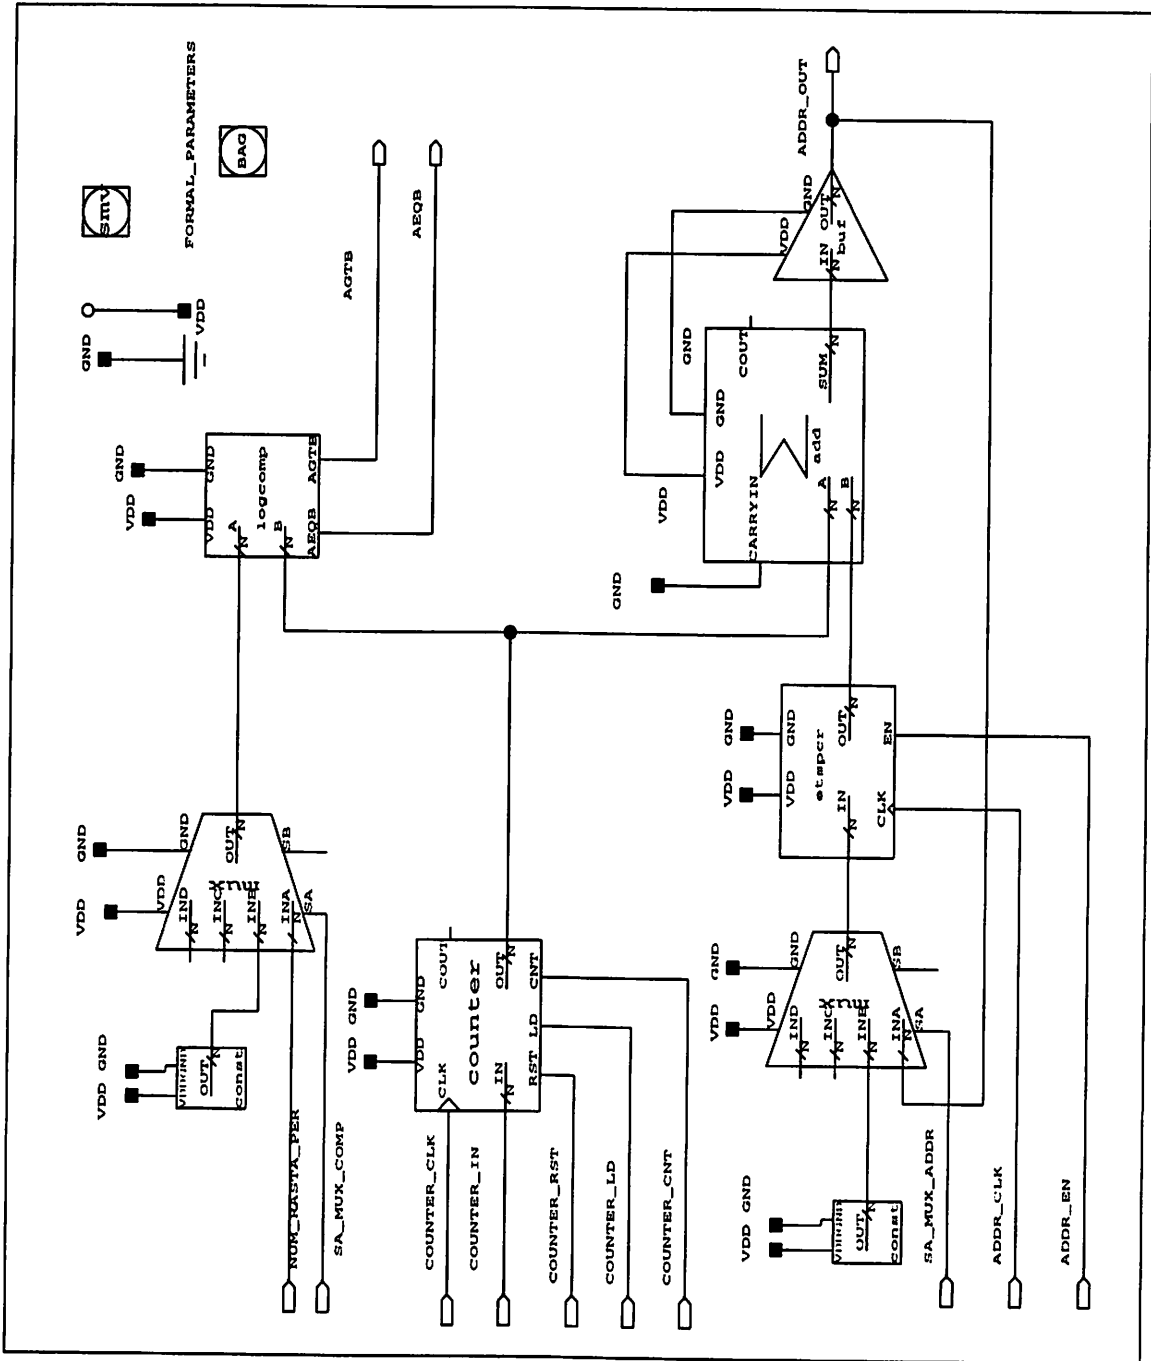 smv
FORMAL_PARAMETERS
BAG
GND
VDD
GND
VDD
GND
VDD
logcomp
A
N
B
N
AGTB
AEQB
AGTB
AEQB
GND
VDD
GND
VDD
mux
IND
N
INC
N
INB
N
INA
N
OUT
N
SA
SB
VDD GND
OUT
N
const
NUM_RASTA_PER
SA_MUX_COMP
GND
VDD
GND
VDD
COUT
CLK
counter
IN
N
OUT
N
RST
LD
CNT
COUNTER_CLK
COUNTER_IN
COUNTER_RST
COUNTER_LD
COUNTER_CNT
GND
VDD
GND
CARRYIN
VDD
GND
COUT
add
A
N
B
N
SUM
N
VDD
GND
IN
N
OUT
N
buf
ADDR_OUT
GND
VDD
GND
VDD
IN
N
OUT
N
CLK
EN
GND
VDD
GND
VDD
mux
IND
N
INC
N
INB
N
INA
N
OUT
N
SA
SB
VDD GND
OUT
N
const
SA_MUX_ADDR
ADDR_CLK
ADDR_EN